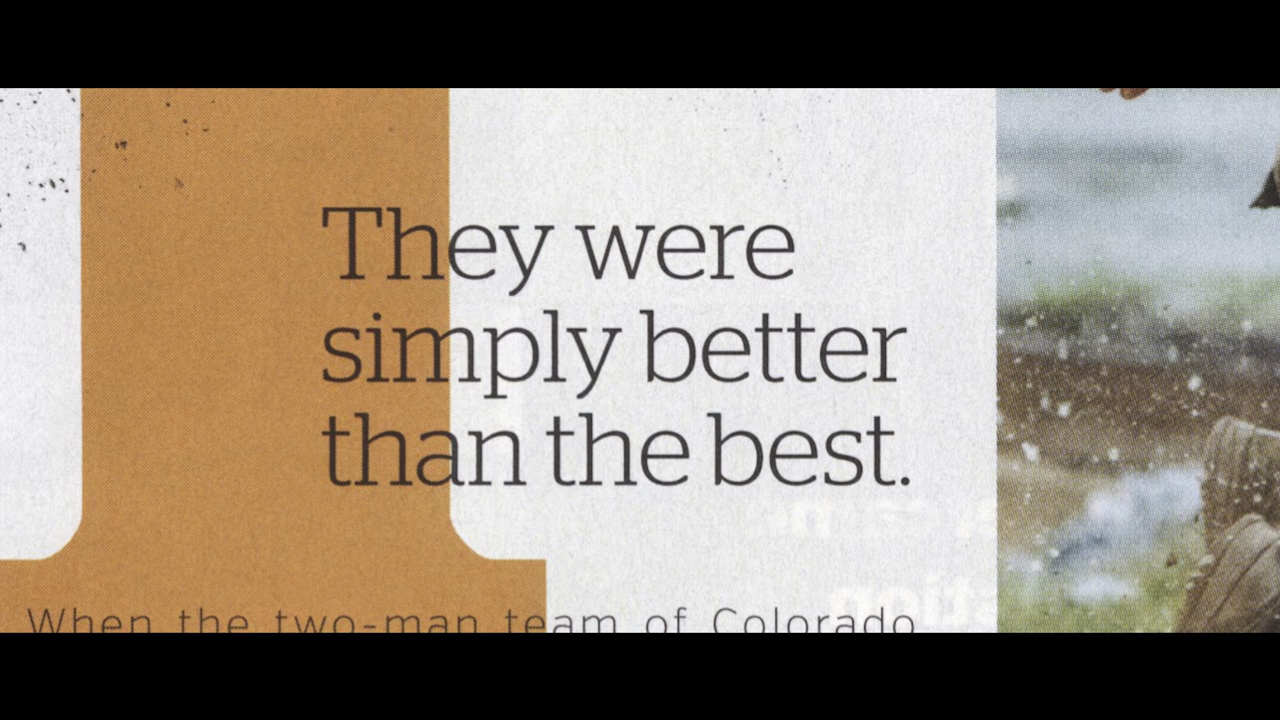 They were
simply better
than the best.
When the two-man team of Colorado